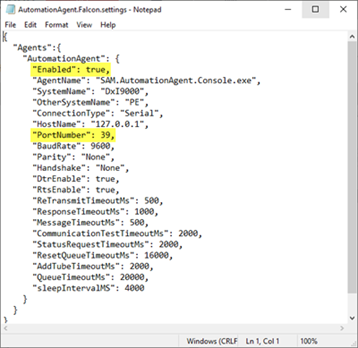 AutomationAgent.Falcon.settings - Notepad
File Edit Format View Help
{
"Agents":{
"AutomationAgent": {
"Enabled": true,
"AgentName": "SAM.AutomationAgent.Console.exe",
"SystemName": "DxI9000",
"OtherSystemName": "PE",
"ConnectionType": "Serial",
"HostName": "127.0.0.1",
"PortNumber": 39,
"BaudRate": 9600,
"Parity": "None",
"Handshake": "None",
"DtrEnable": true,
"RtsEnable": true,
"ReTransmitTimeoutMs": 500,
"ResponseTimeoutMs": 1000,
"MessageTimeoutMs": 500,
"CommunicationTestTimeoutMs": 2000,
"StatusRequestTimeoutMs": 2000,
"ResetQueueTimeoutMs": 16000,
"AddTubeTimeoutMs": 2000,
"QueueTimeoutMs": 20000,
"sleepIntervalMS": 4000
}
}
}
Windows (CRLF Ln 1, Col 1 100%